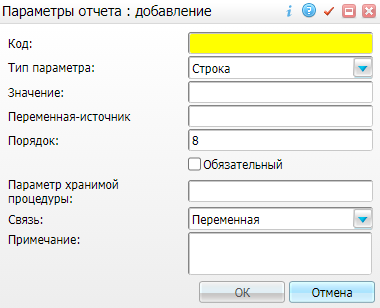 Параметры отчета : добавление
Код:
Тип параметра: Строка
Значение:
Переменная-источник
Порядок: 8
Обязательный
Параметр хранимой
процедуры:
Связь: Переменная
Примечание:
ОК Отмена